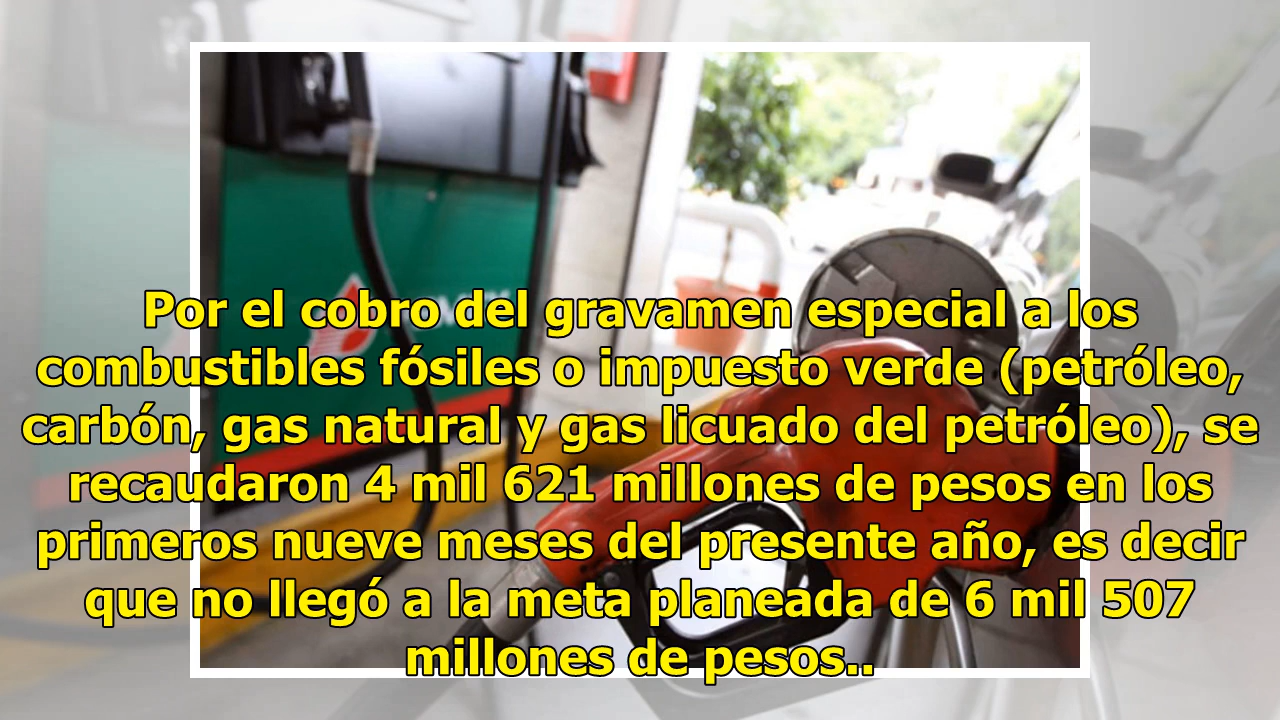 Por el cobro del gravamen especial a los
combustibles fósiles o impuesto verde (petróleo,
carbón, gas natural y gas licuado del petróleo), se
recaudaron 4 mil 621 millones de pesos en los
primeros nueve meses del presente año, es decir
que no llegó a la meta planeada de 6 mil 507
millones de pesos..